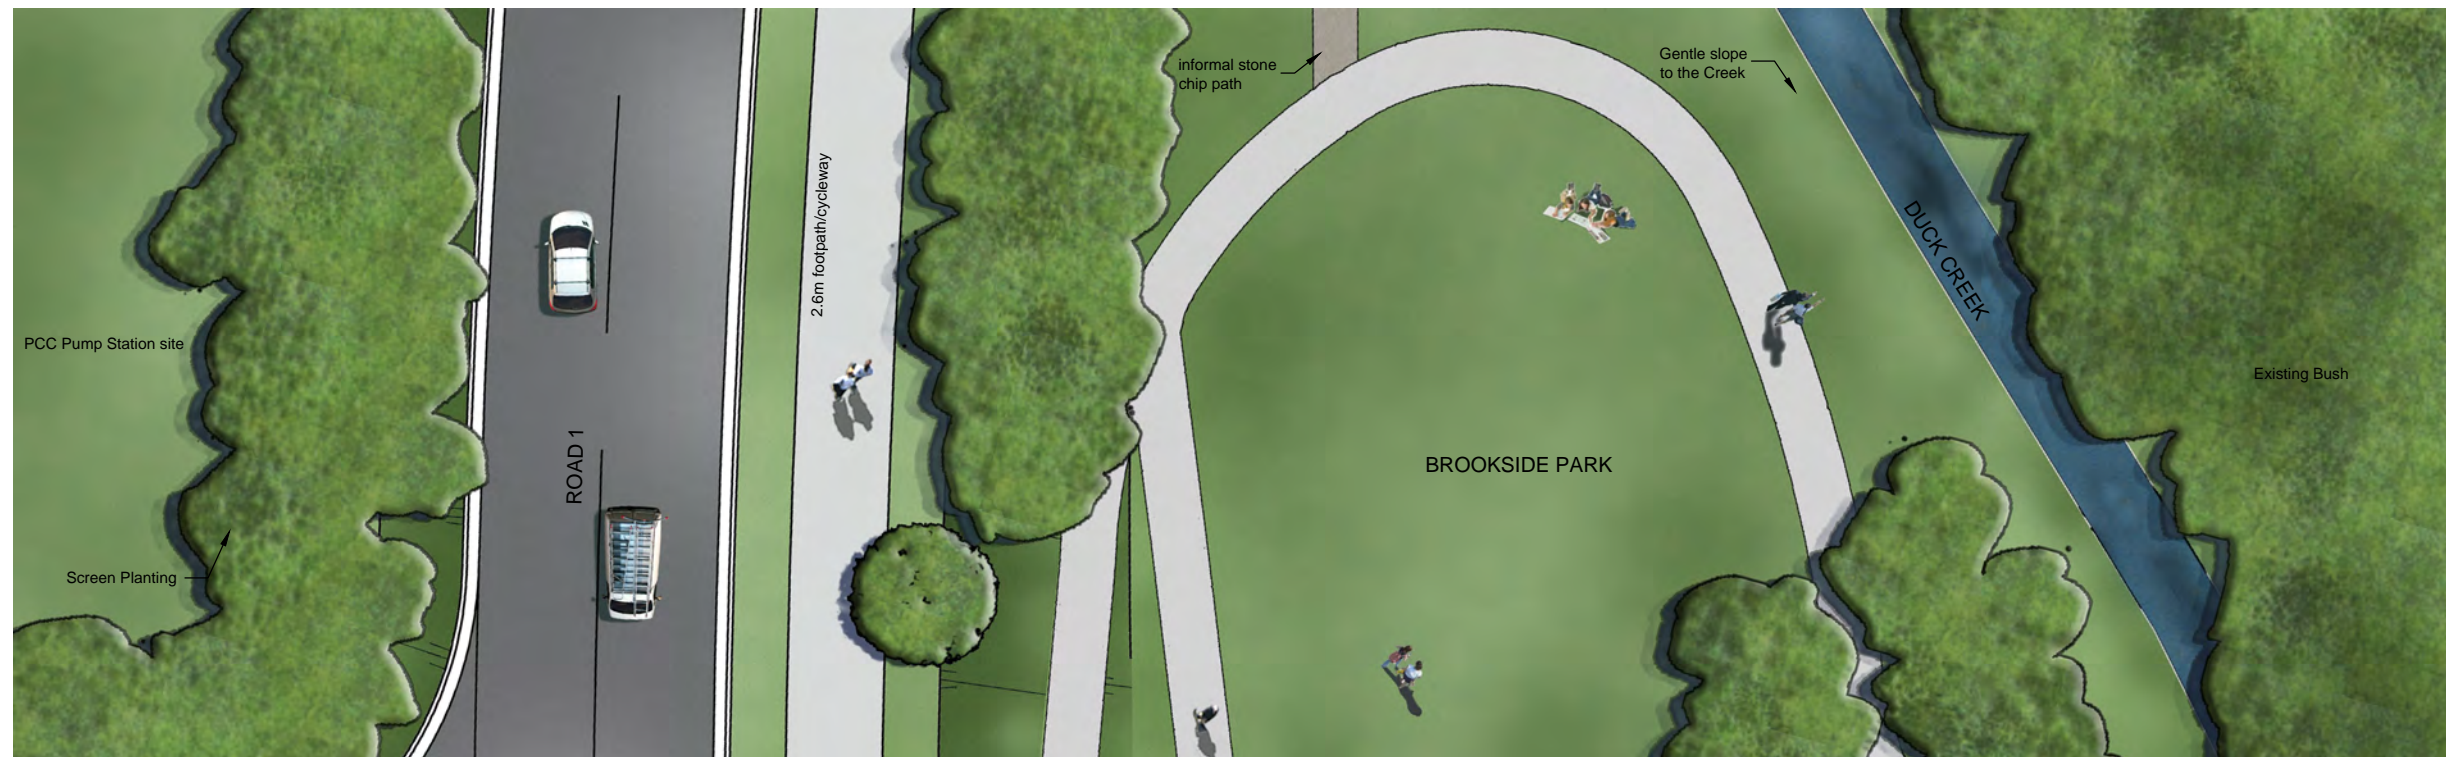 informal stone
chip path
Gentle slope
to the Creek
2.6m footpath/cycleway
DUCK CREEK
PCC Pump Station site
Existing Bush
ROAD 1
BROOKSIDE PARK
Screen Planting